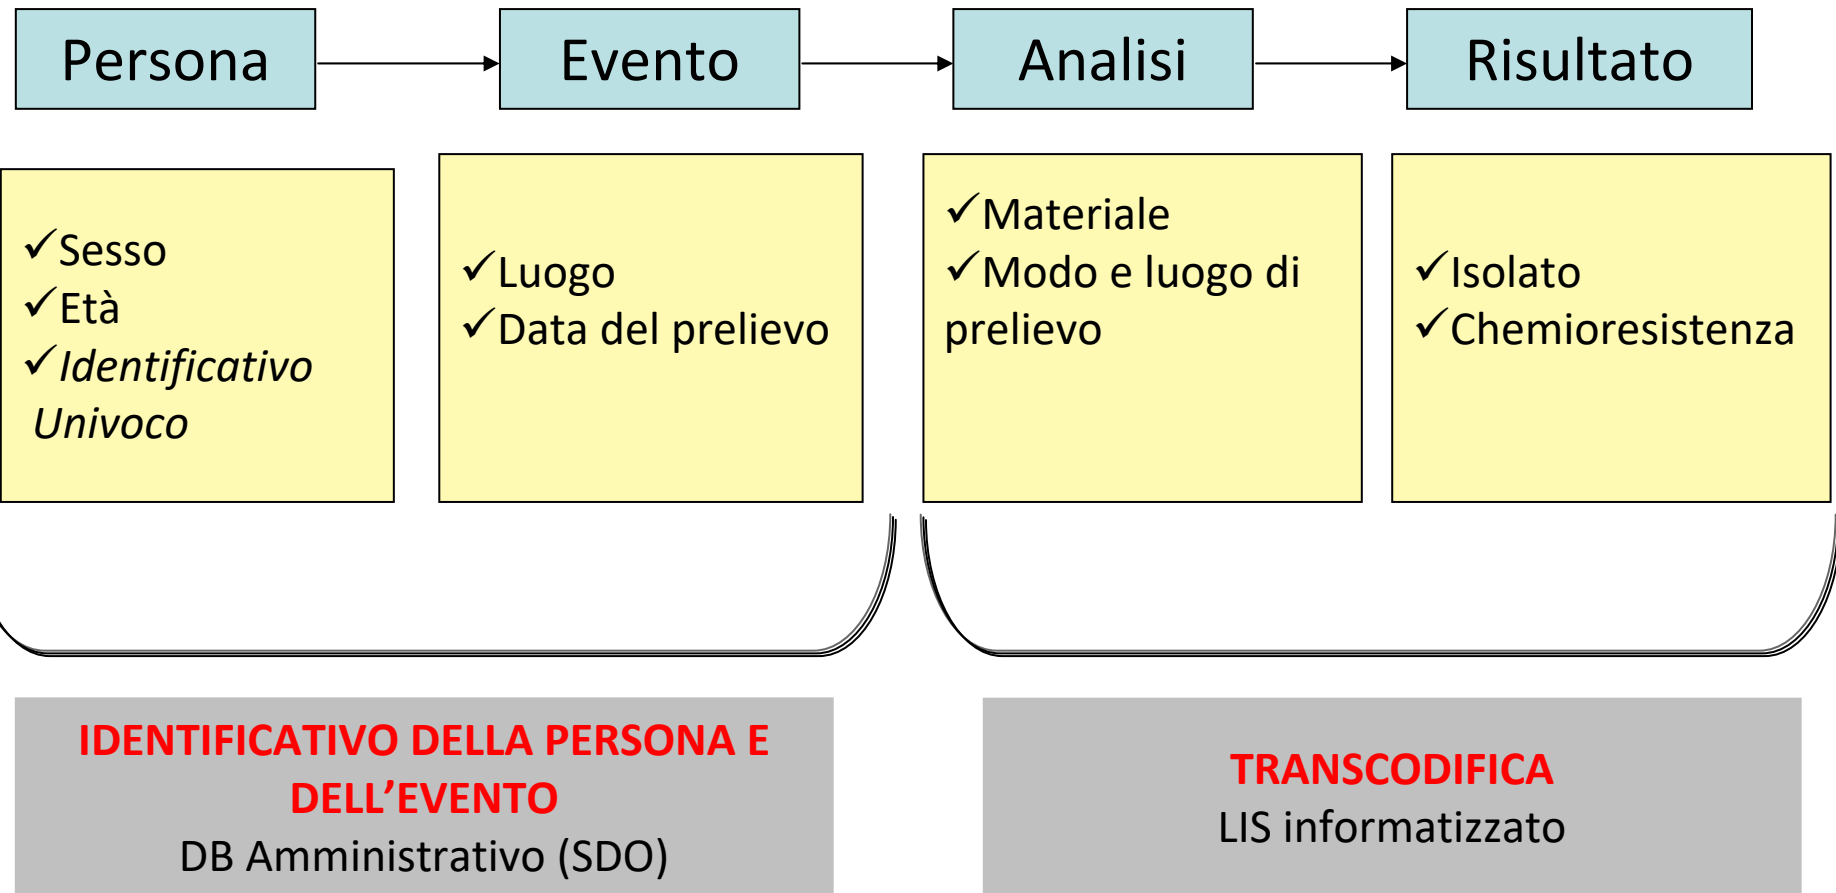 Persona
Evento
Analisi
Risultato
✓Sesso
✓Età
✓Identificativo
Univoco
✓Luogo
✓Data del prelievo
✓Materiale
✓Modo e luogo di
prelievo
✓Isolato
✓Chemioresistenza
IDENTIFICATIVO DELLA PERSONA E
DELL’EVENTO
DB Amministrativo (SDO)
TRANSCODIFICA
LIS informatizzato